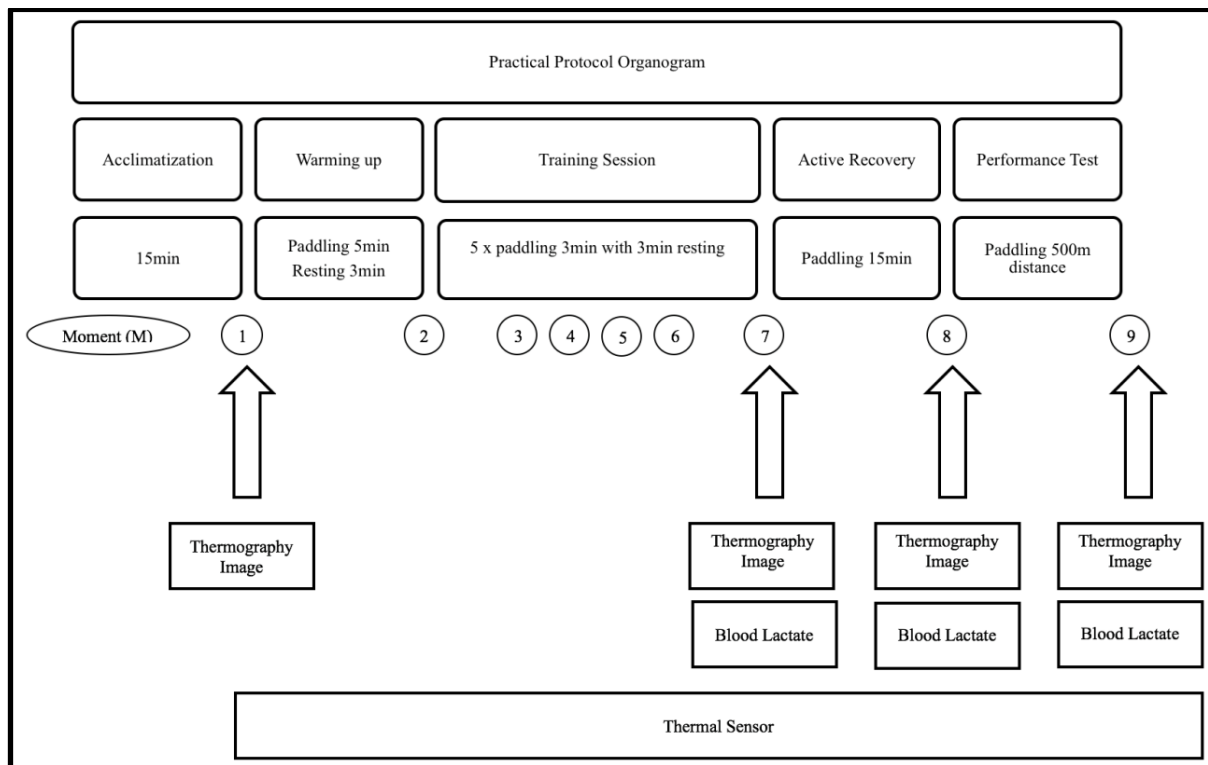 Practical Protocol Organogram
Acclimatization
Warming up
Training Session
Active Recovery
Performance Test
15min
Paddling 5min
Resting 3min
5 x paddling 3min with 3min resting
Paddling 15min
Paddling 500m
distance
Moment (M)
1
2
3
4
5
6
7
8
9
Thermography
Image
Thermography
Image
Thermography
Image
Thermography
Image
Blood Lactate
Blood Lactate
Blood Lactate
Thermal Sensor